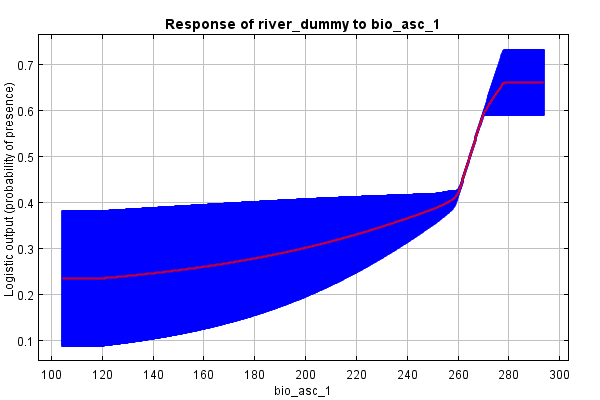 Response of river_dummy to bio_asc_1
Logistic output (probability of presence)
0.7
0.6
0.5
0.4
0.3
0.2
0.1
100 120 140 160 180 200 220 240 260 280 300
bio_asc_1